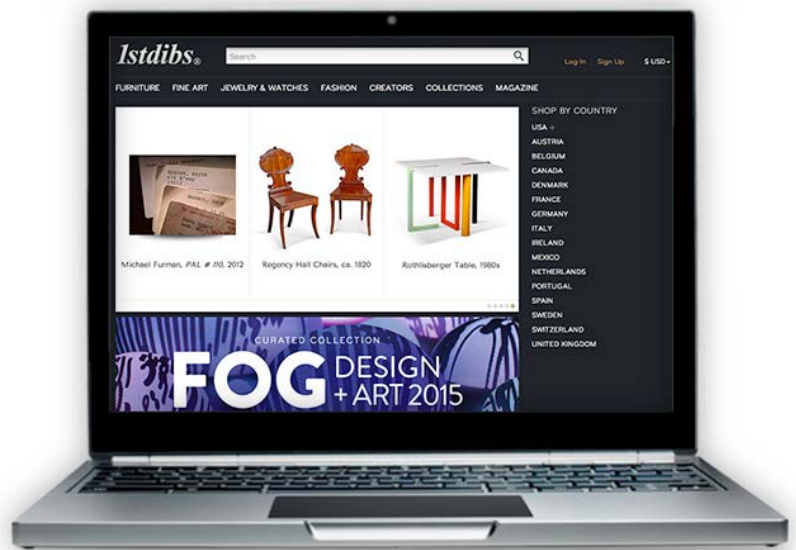 1stdibs®
Search
Log In Sign Up $ USD
FURNITURE FINE ART JEWELRY & WATCHES FASHION CREATORS COLLECTIONS MAGAZINE
Michael Furman, PAL # 110, 2012
Regency Hall Chairs, ca. 1820
Rothlisberger Table, 1980s
CURATED COLLECTION
FOG DESIGN
+ ART 2015
SHOP BY COUNTRY
USA +
AUSTRIA
BELGIUM
CANADA
DENMARK
FRANCE
GERMANY
ITALY
IRELAND
MEXICO
NETHERLANDS
PORTUGAL
SPAIN
SWEDEN
SWITZERLAND
UNITED KINGDOM